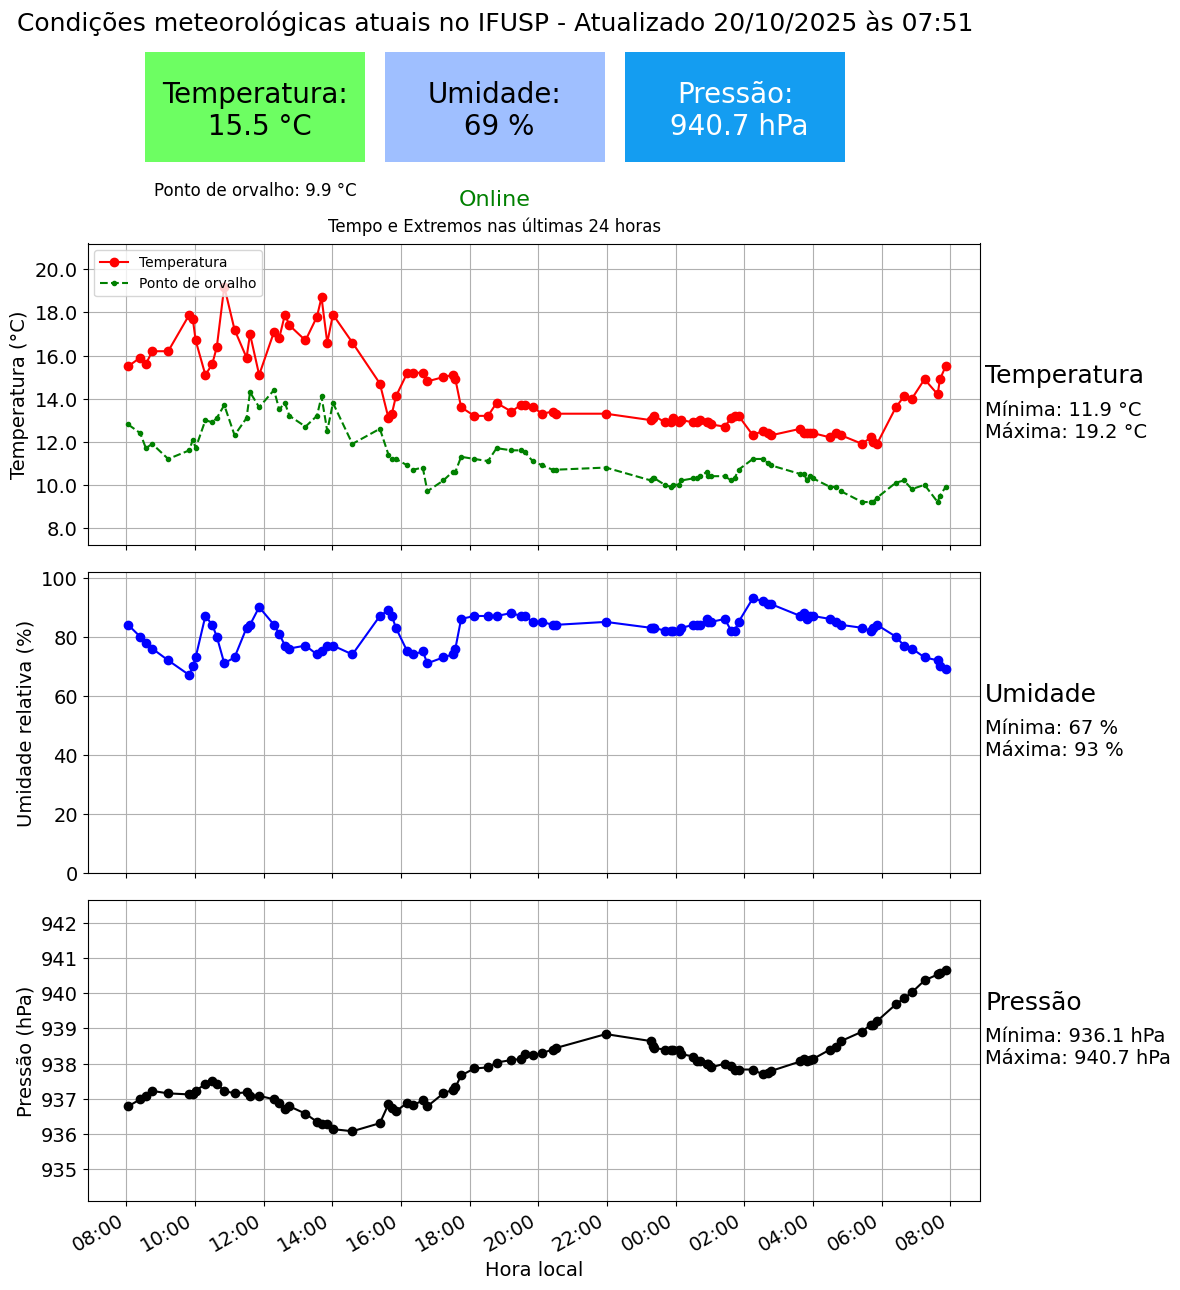 Condições meteorológicas atuais no IFUSP - Atualizado 20/10/2025 às 07:51
Temperatura:
15.5 °C
Umidade:
69 %
Pressão:
940.7 hPa
Ponto de orvalho: 9.9 °C
Online
Tempo e Extremos nas últimas 24 horas
Temperatura
Ponto de orvalho
Temperatura (°C)
20.0
18.0
16.0
14.0
12.0
10.0
8.0
Temperatura
Mínima: 11.9 °C
Máxima: 19.2 °C
Umidade relativa (%)
100
80
60
40
20
0
Umidade
Mínima: 67 %
Máxima: 93 %
Pressão (hPa)
942
941
940
939
938
937
936
935
Pressão
Mínima: 936.1 hPa
Máxima: 940.7 hPa
08:00
10:00
12:00
14:00
16:00
18:00
20:00
22:00
00:00
02:00
04:00
06:00
08:00
Hora local